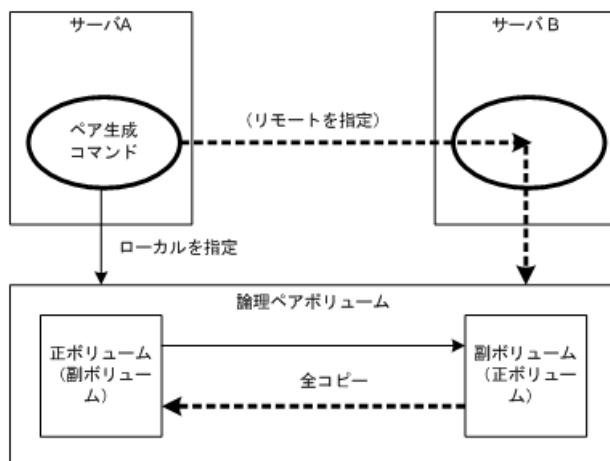 サーバA
サーバB
ペア生成
コマンド
（リモートを指定）
ローカルを指定
論理ペアボリューム
正ボリューム
（副ボリュー
ム）
全コピー
副ボリューム
（正ボリュー
ム）